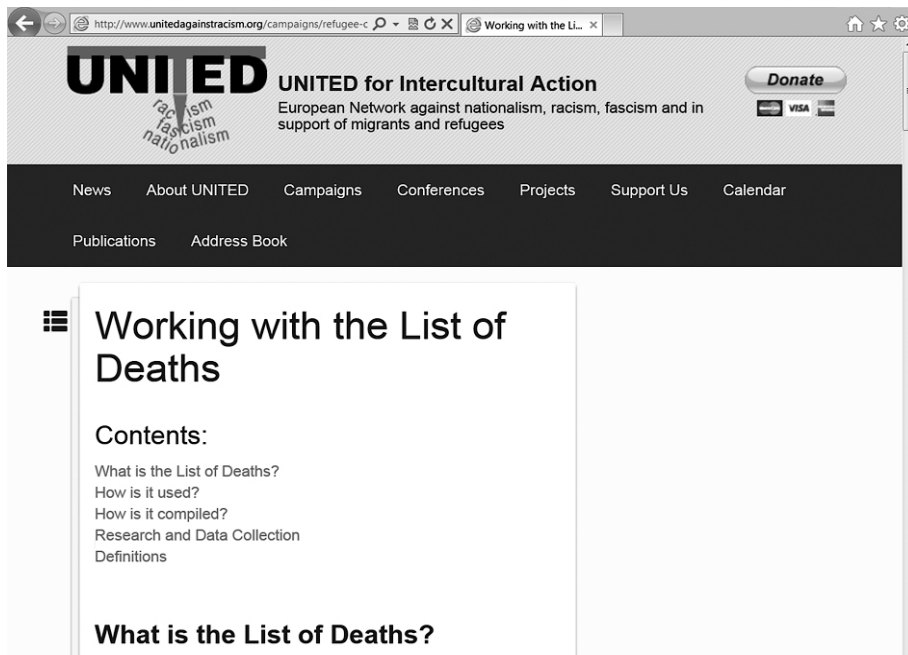 http://www.unitedagainstracism.org/campaigns/refugee-c
Working with the Li...
UNITED
racism
fascism
nationalism
UNITED for Intercultural Action
European Network against nationalism, racism, fascism and in
support of migrants and refugees
Donate
VISA
News About UNITED Campaigns Conferences Projects Support Us Calendar
Publications Address Book
Working with the List of
Deaths
Contents:
What is the List of Deaths?
How is it used?
How is it compiled?
Research and Data Collection
Definitions
What is the List of Deaths?